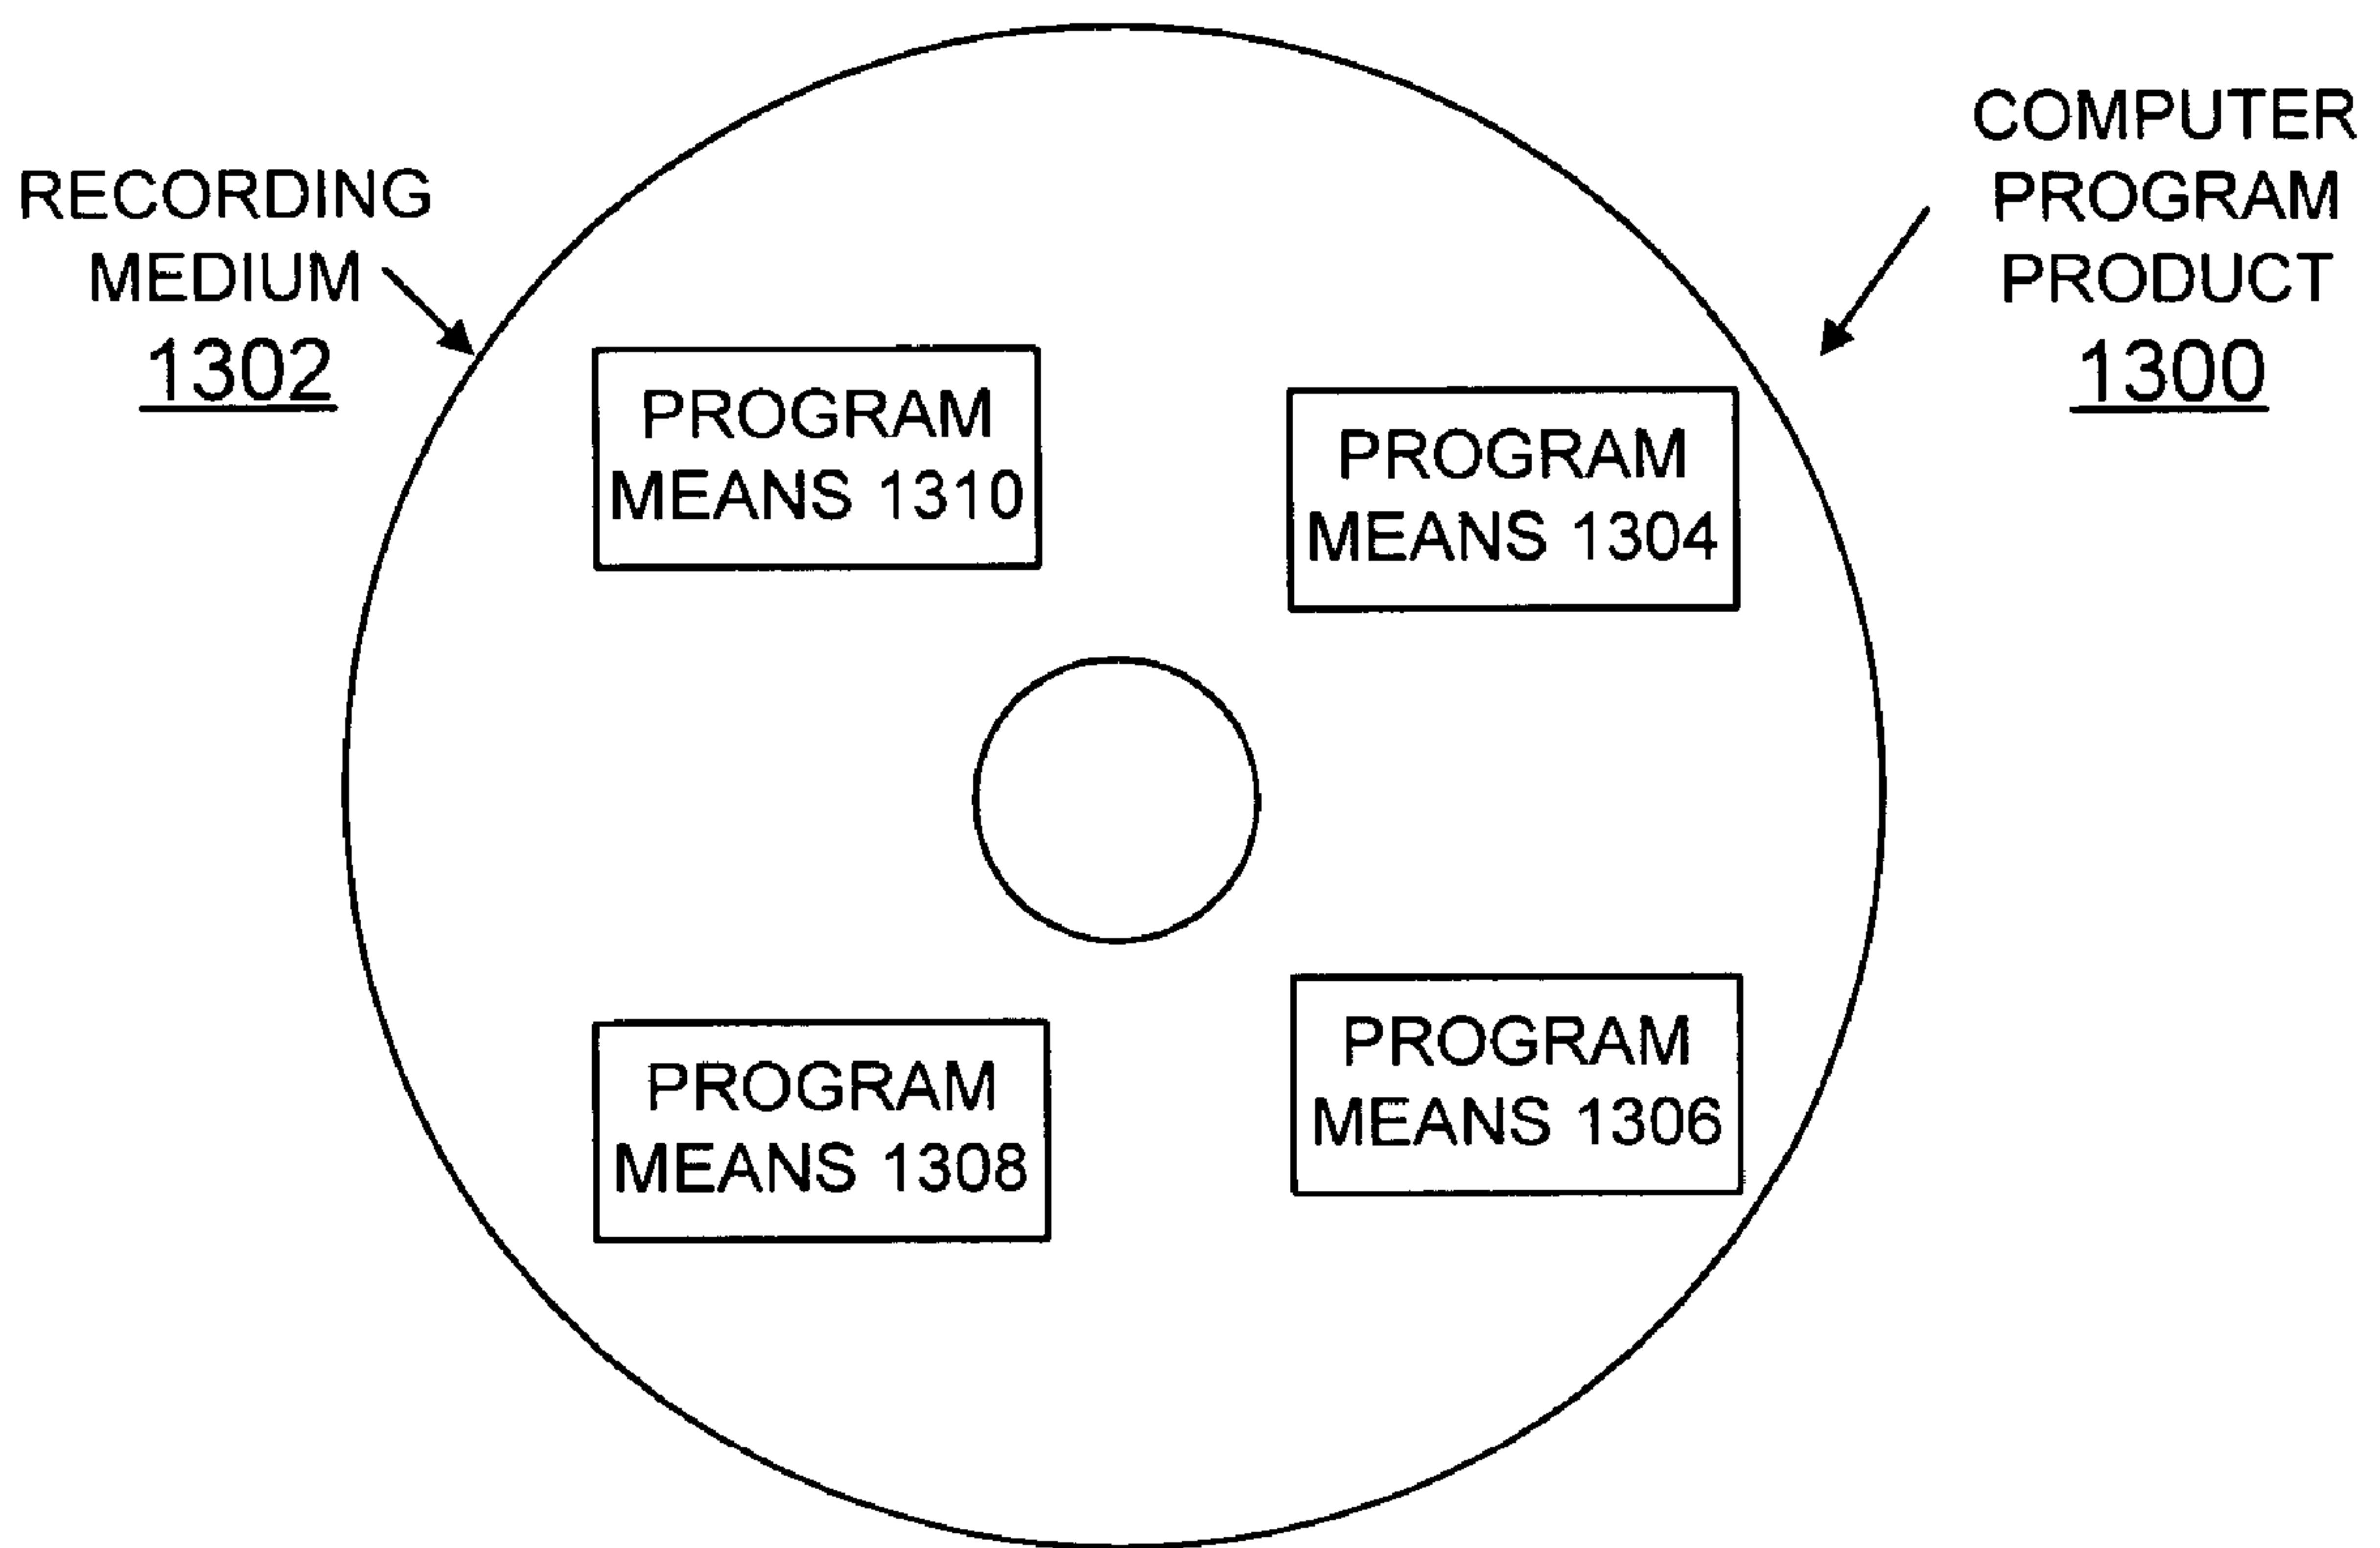 RECORDING
MEDIUM
1302
COMPUTER
PROGRAM
PRODUCT
1300
PROGRAM
MEANS 1310
PROGRAM
MEANS 1304
PROGRAM
MEANS 1308
PROGRAM
MEANS 1306